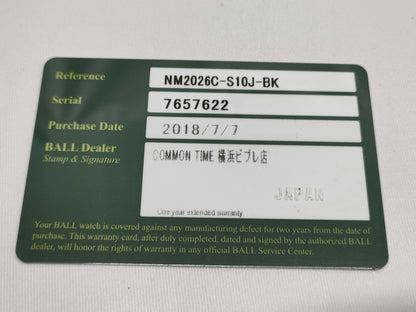 Reference NM2026C-S10J-BK
Serial 7657622
Purchase Date 2018/7/7
BALL Dealer
Stamp & Signature
COMMON TIME 横浜ビブレ店
JAPAN
One year extended warranty
Your BALL watch is covered against any manufacturing defect for two years from the date of
purchase. This warranty card, after duly completed, dated and signed by the authorized BALL
dealer, will honor the rights of warranty in any official BALL Service Center.